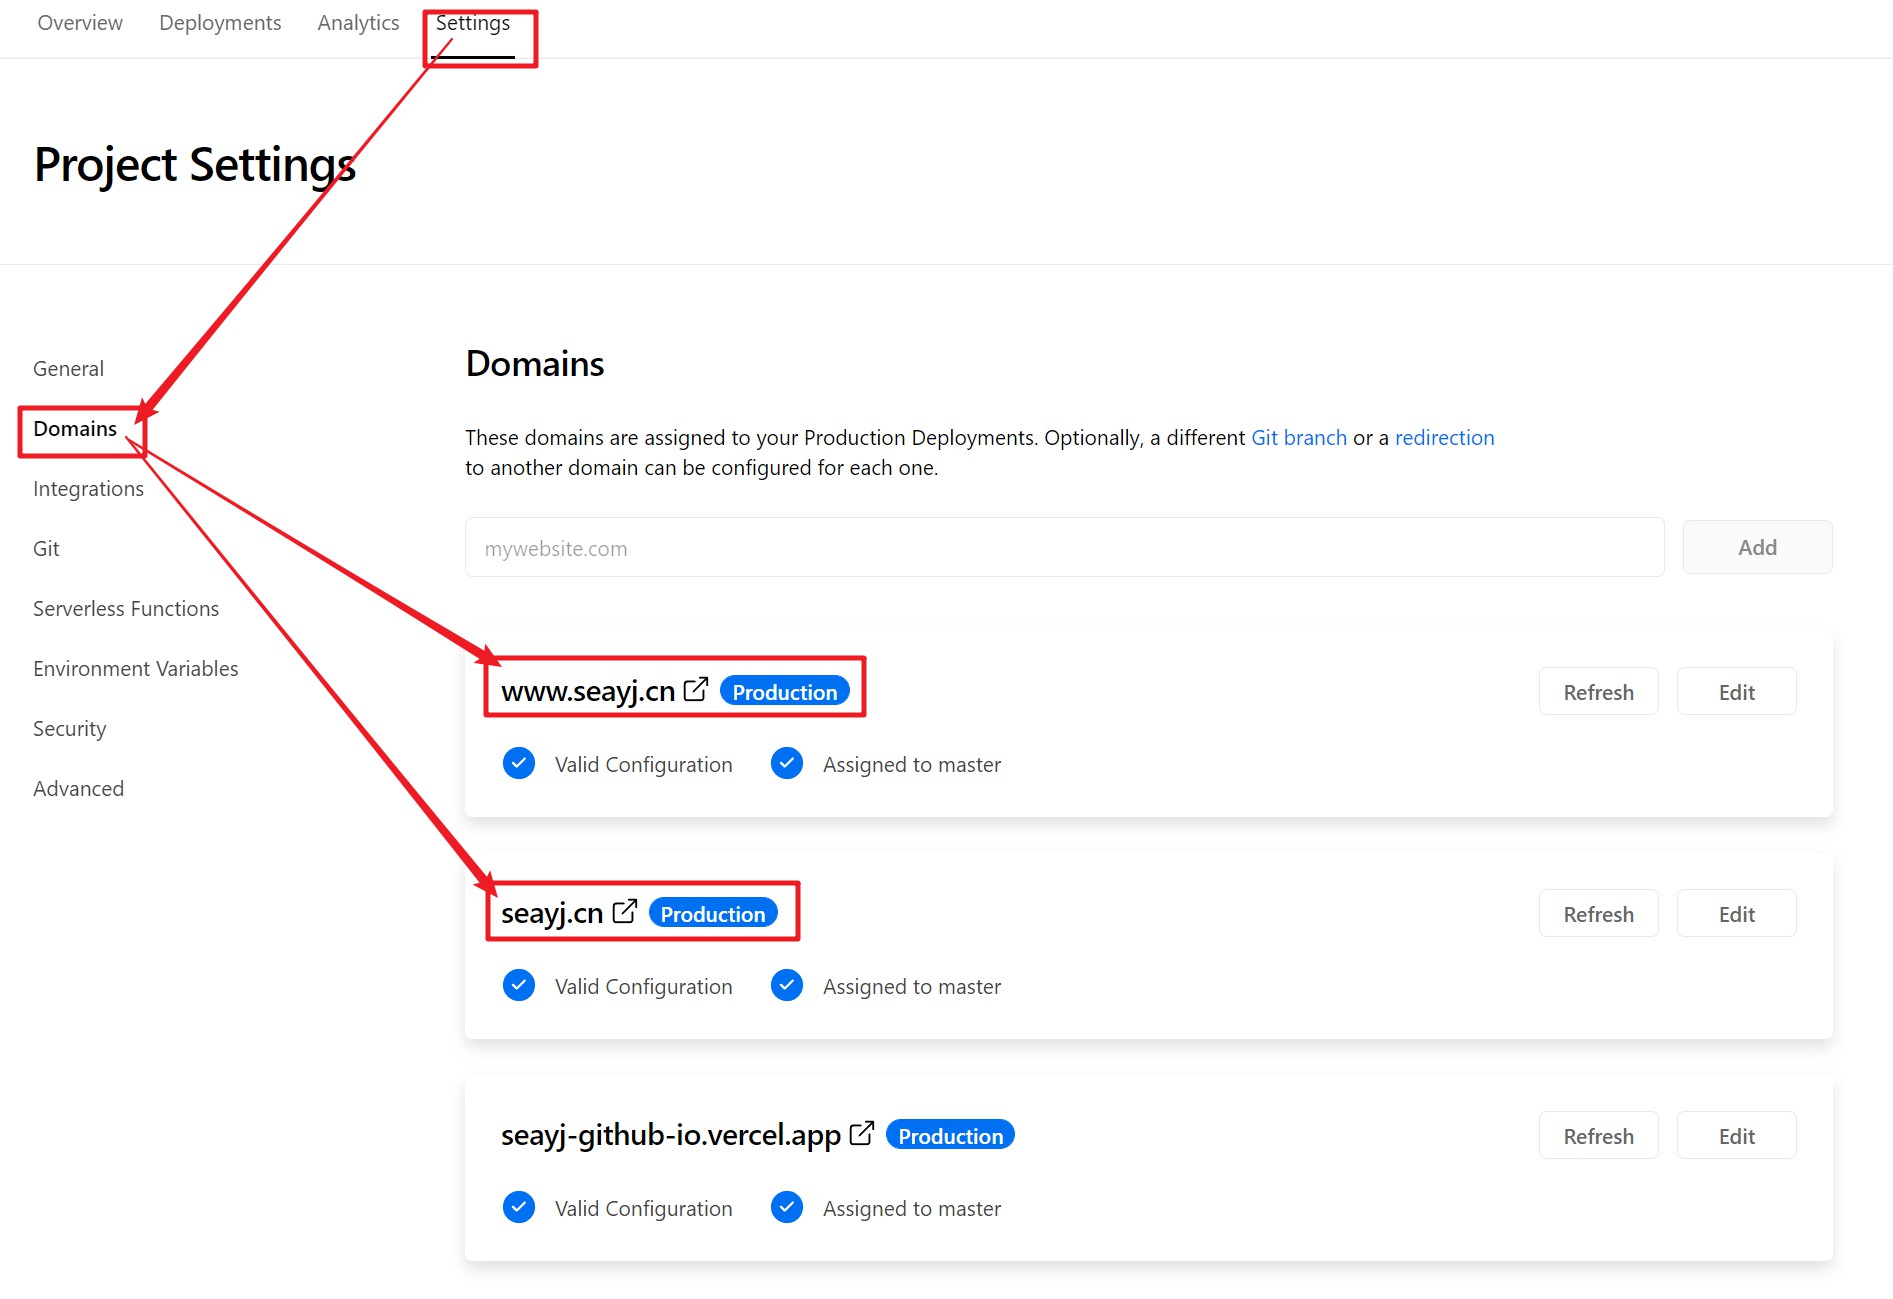 Overview Deployments Analytics Settings
Project Settings
General
Domains
Integrations
Git
Serverless Functions
Environment Variables
Security
Advanced
Domains
These domains are assigned to your Production Deployments. Optionally, a different Git branch or a redirection
to another domain can be configured for each one.
mywebsite.com Add
www.seayj.cn Production Refresh Edit
Valid Configuration Assigned to master
seayj.cn Production Refresh Edit
Valid Configuration Assigned to master
seayj-github-io.vercel.app Production Refresh Edit
Valid Configuration Assigned to master